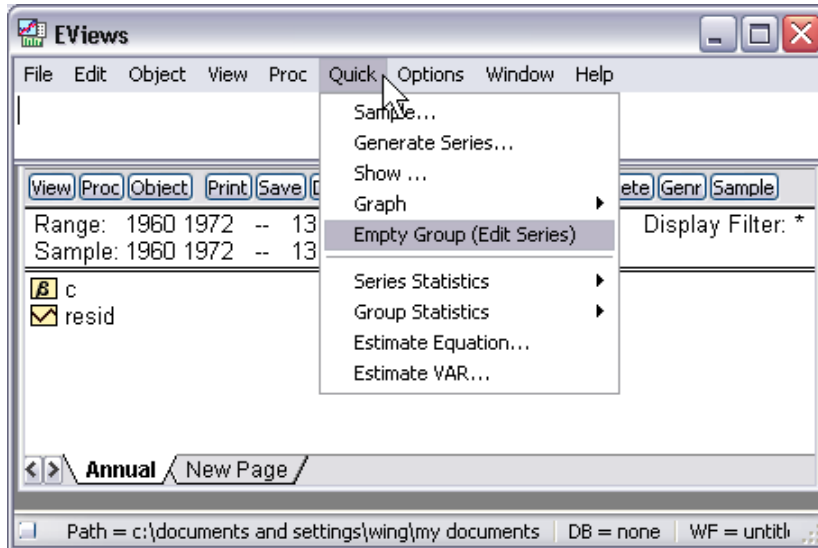 EViews
File Edit Object View Proc Quick Options Window Help
Sample...
Generate Series...
Show ...
Graph
Empty Group (Edit Series)
Series Statistics
Group Statistics
Estimate Equation...
Estimate VAR...
View Proc Object Print Save Genr Sample
Range: 1960 1972 -- 13 Display Filter: *
Sample: 1960 1972 -- 13
β c
resid
Annual New Page
Path = c:\documents and settings\wing\my documents DB = none WF = untitl